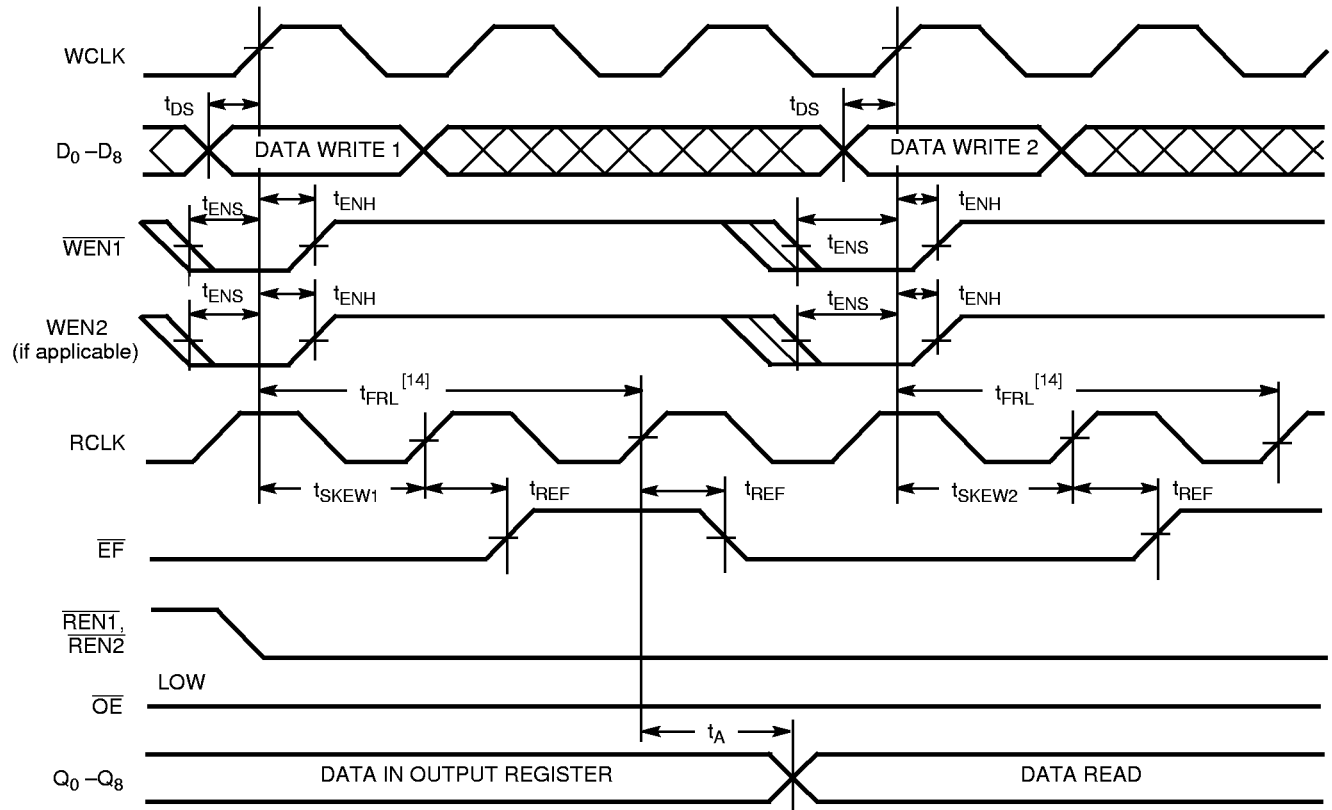 WCLK
tDS tDS
D0 –D8 DATA WRITE 1 DATA WRITE 2
tENS tENH tENH
WEN1 tENS
tENS tENH tENS tENH
WEN2
(if applicable)
tFRL [14] tFRL [14]
RCLK
tSKEW1 tREF tREF tSKEW2 tREF
EF
REN1,
REN2
LOW
OE
tA
Q0 –Q8 DATA IN OUTPUT REGISTER DATA READ